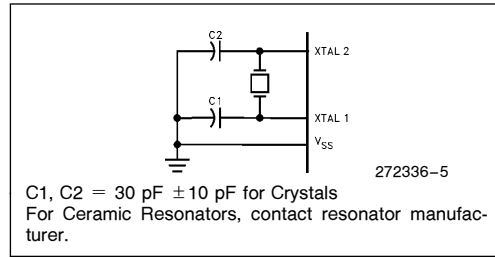 C2
XTAL 2
C1
XTAL 1
VSS
272336–5
C1, C2 = 30 pF ±10 pF for Crystals
For Ceramic Resonators, contact resonator manufac-
turer.